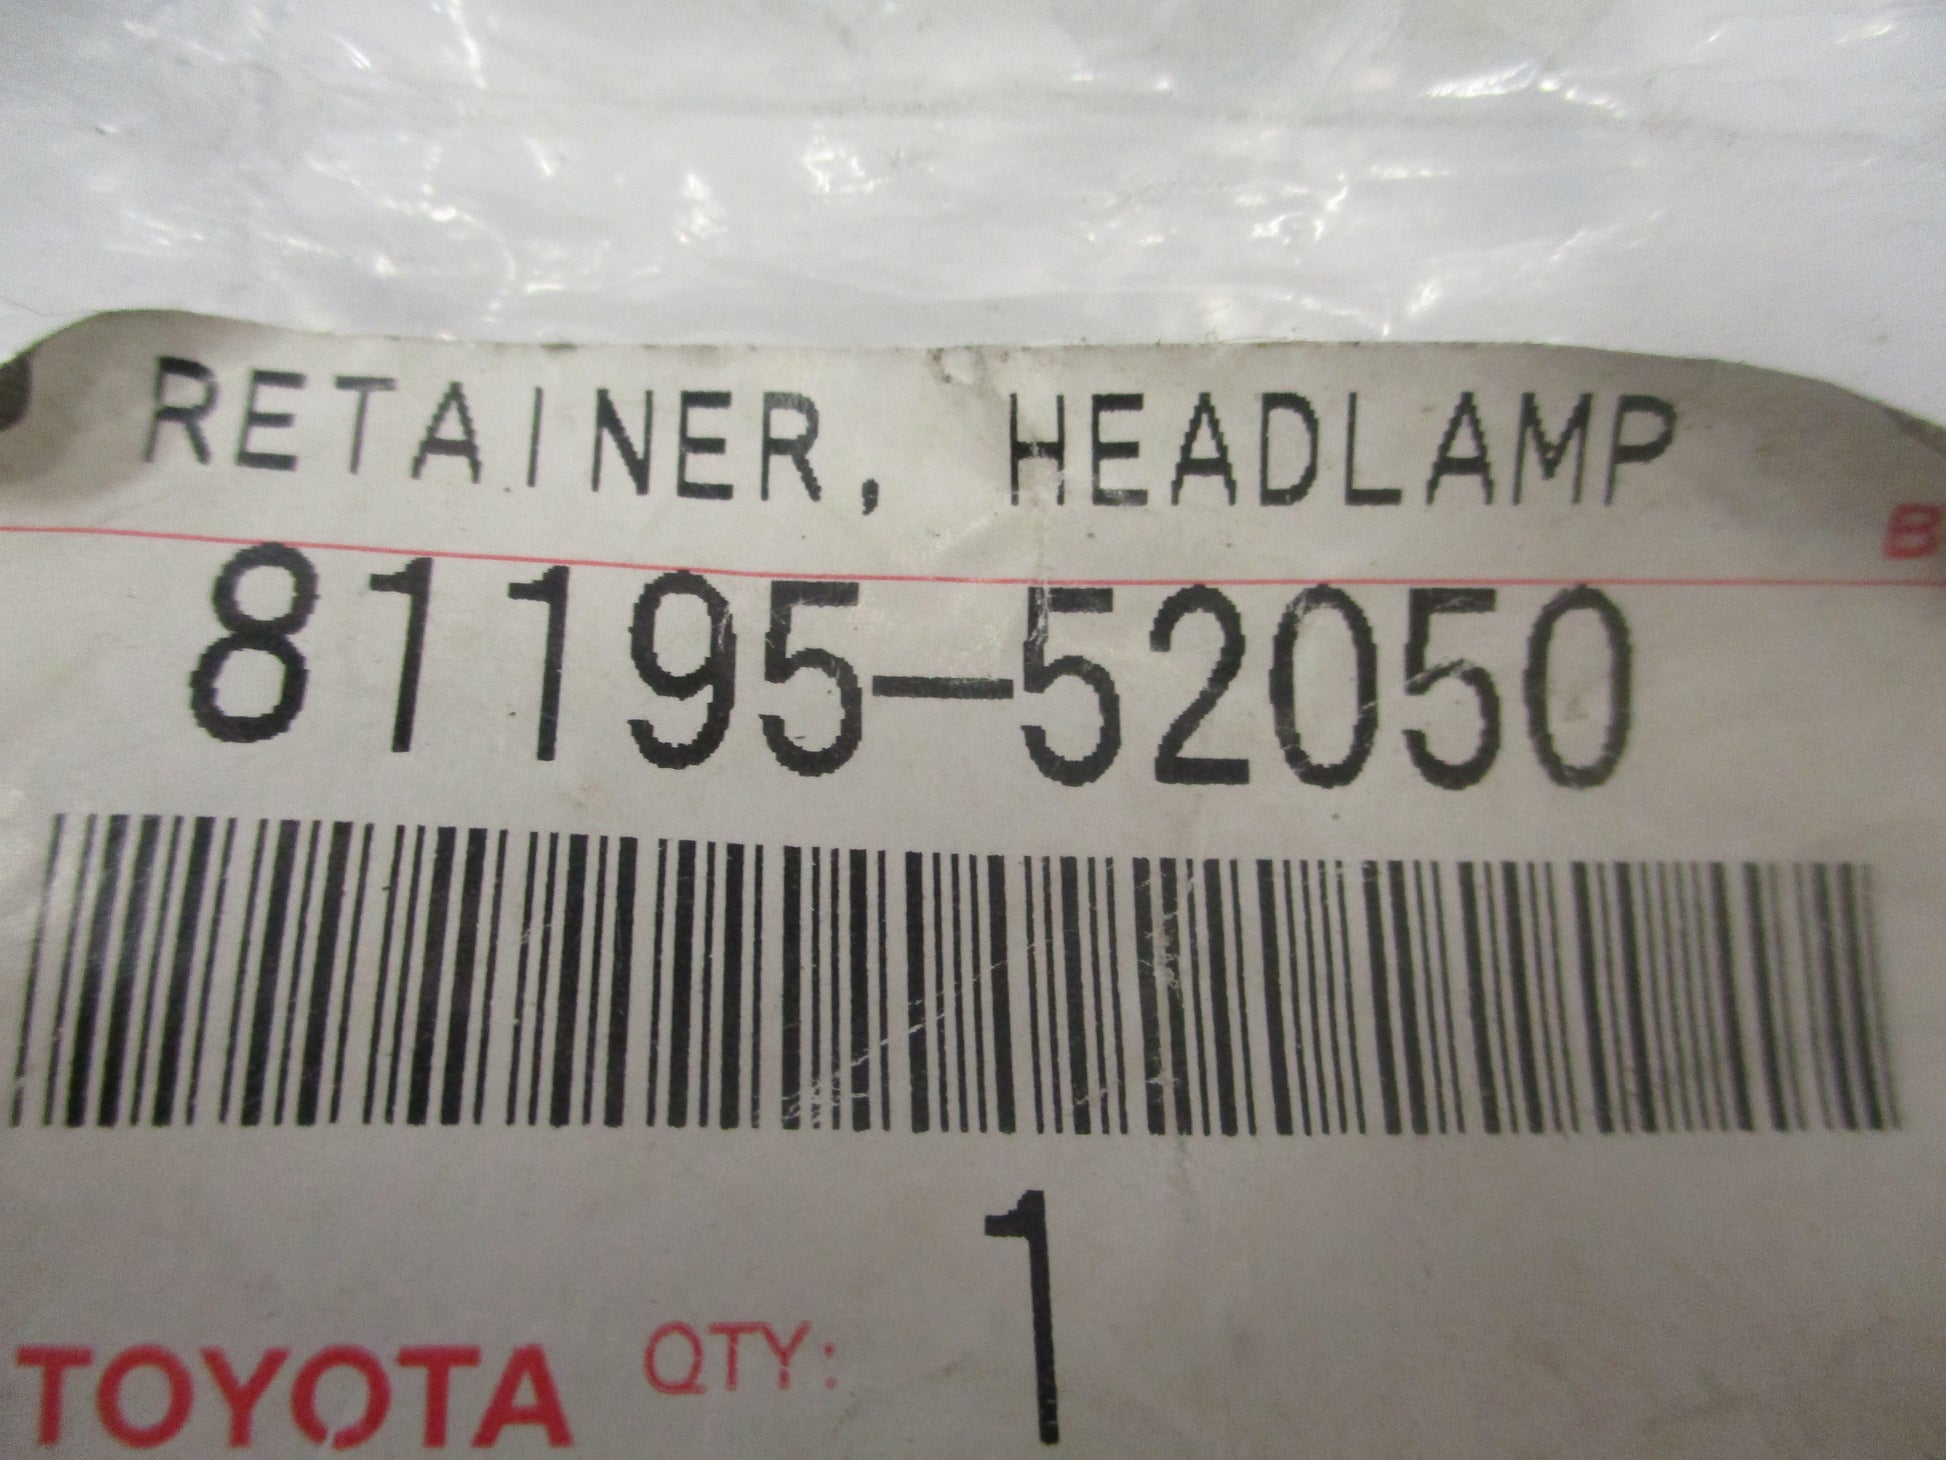 RETAINER, HEADLAMP
81195-52050
TOYOTA QTY: 1